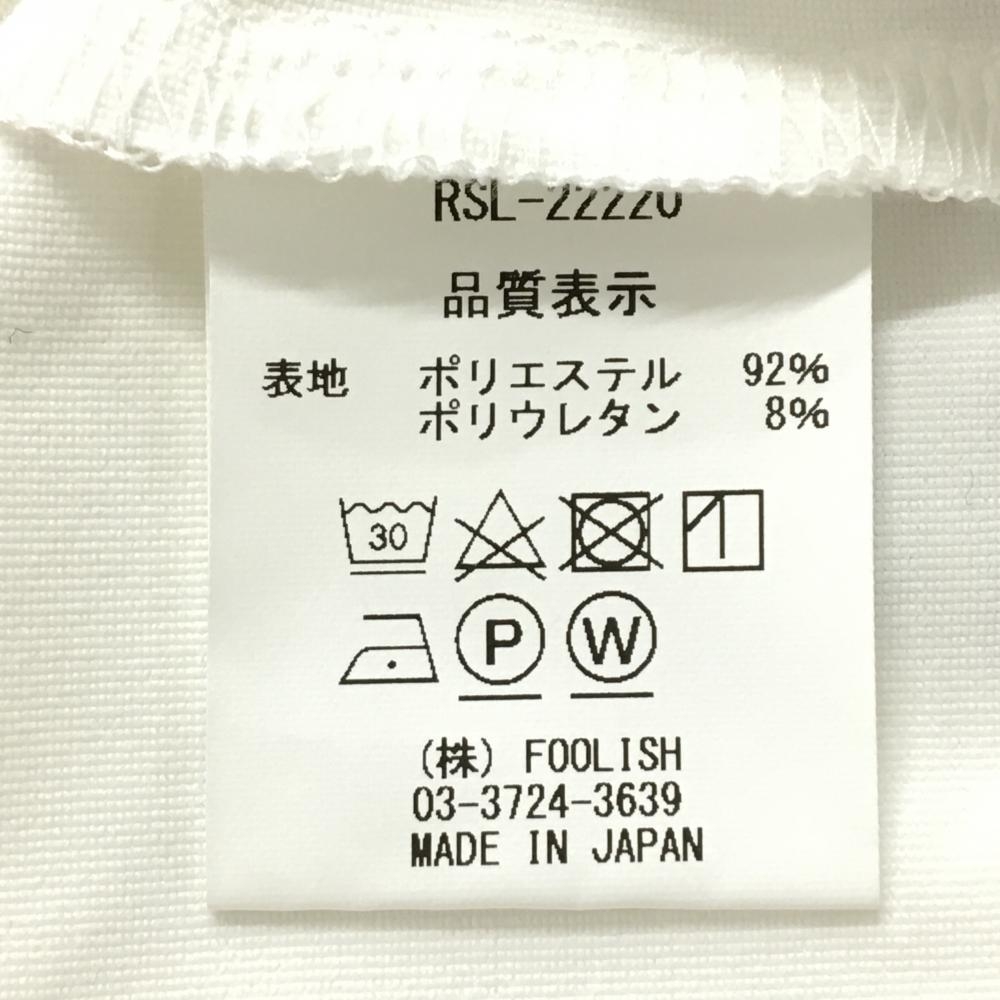 RSL-22220
品質表示
表地 ポリエステル 92%
ポリウレタン 8%
30
P W
(株) FOOLISH
03-3724-3639
MADE IN JAPAN